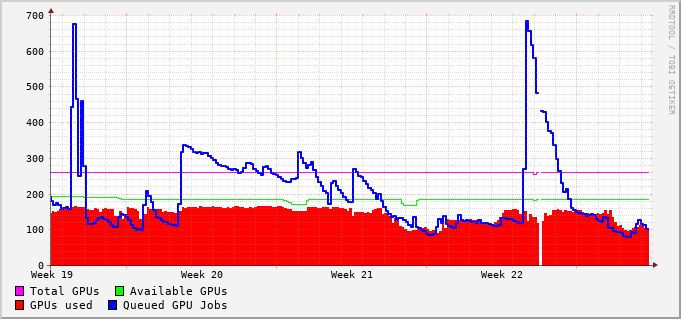 700
600
500
400
300
200
100
0
Week 19 Week 20 Week 21 Week 22
Total GPUs Available GPUs
GPUs used Queued GPU Jobs
RRDTOOL / TOBI OETIKER